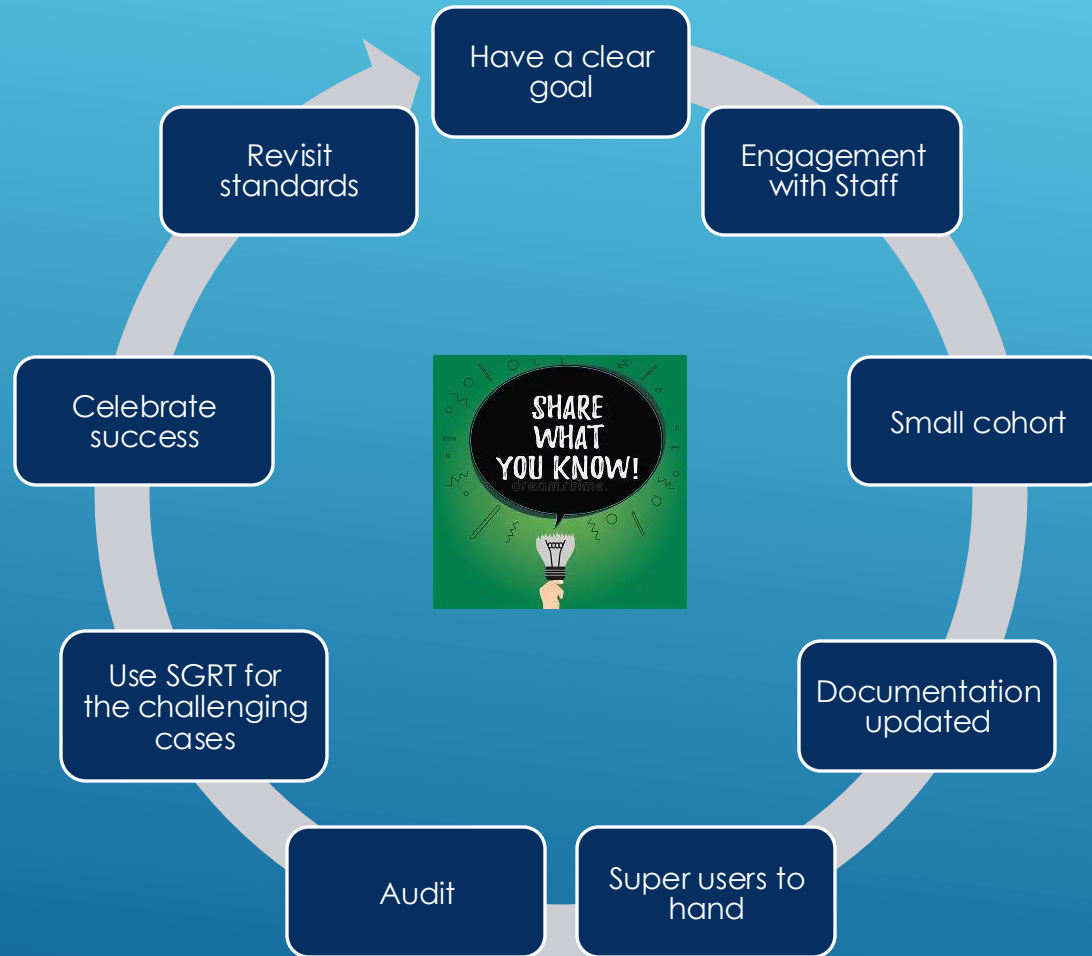 Have a clear
goal
Engagement
with Staff
Small cohort
Documentation
updated
Super users to
hand
Audit
Use SGRT for
the challenging
cases
Celebrate
success
Revisit
standards
SHARE
WHAT
YOU KNOW!
dreamstime.